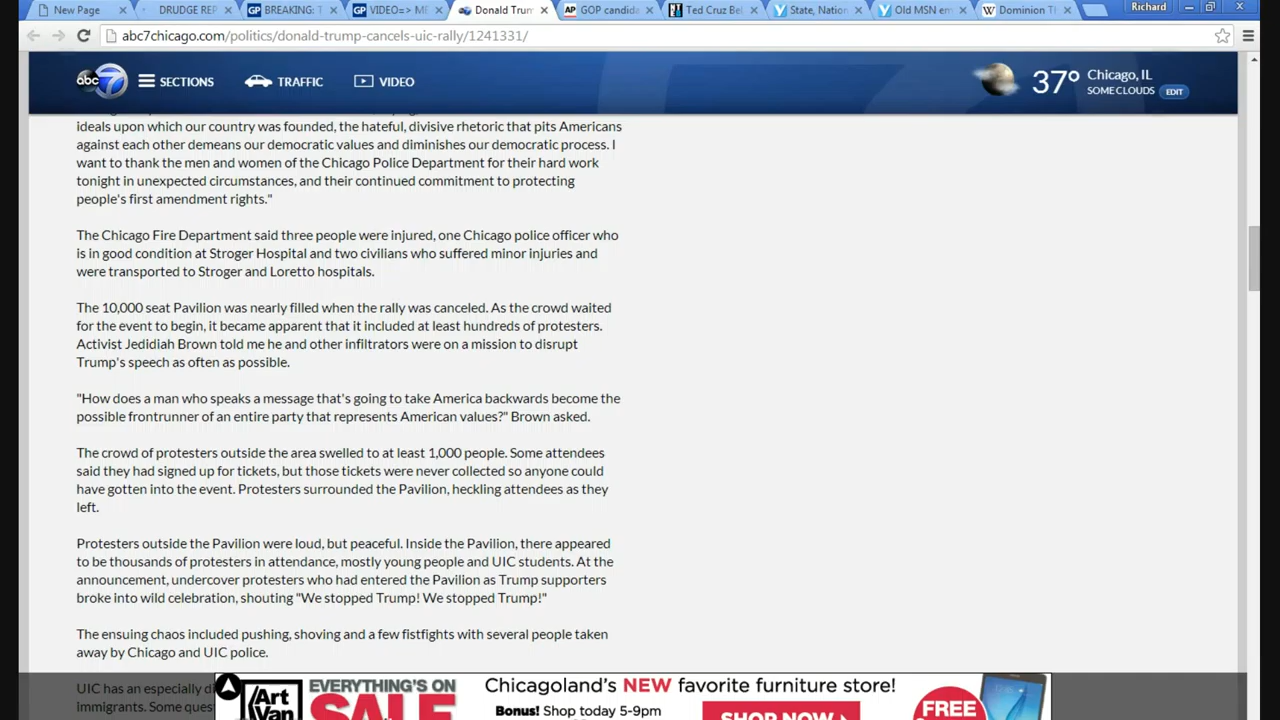 New Page
DRUDGE REP
BREAKING: T
VIDEO=> ME
Donald Trum
AP GOP candida
Ted Cruz Bel
State, Nation
Old MSN em
W Dominion Th
Richard
abc7chicago.com/politics/donald-trump-cancels-uic-rally/1241331/
abc 7 SECTIONS TRAFFIC VIDEO
37° Chicago, IL
SOME CLOUDS EDIT
ideals upon which our country was founded, the hateful, divisive rhetoric that pits Americans
against each other demeans our democratic values and diminishes our democratic process. I
want to thank the men and women of the Chicago Police Department for their hard work
tonight in unexpected circumstances, and their continued commitment to protecting
people's first amendment rights."
The Chicago Fire Department said three people were injured, one Chicago police officer who
is in good condition at Stroger Hospital and two civilians who suffered minor injuries and
were transported to Stroger and Loretto hospitals.
The 10,000 seat Pavilion was nearly filled when the rally was canceled. As the crowd waited
for the event to begin, it became apparent that it included at least hundreds of protesters.
Activist Jedidiah Brown told me he and other infiltrators were on a mission to disrupt
Trump's speech as often as possible.
"How does a man who speaks a message that's going to take America backwards become the
possible frontrunner of an entire party that represents American values?" Brown asked.
The crowd of protesters outside the area swelled to at least 1,000 people. Some attendees
said they had signed up for tickets, but those tickets were never collected so anyone could
have gotten into the event. Protesters surrounded the Pavilion, heckling attendees as they
left.
Protesters outside the Pavilion were loud, but peaceful. Inside the Pavilion, there appeared
to be thousands of protesters in attendance, mostly young people and UIC students. At the
announcement, undercover protesters who had entered the Pavilion as Trump supporters
broke into wild celebration, shouting "We stopped Trump! We stopped Trump!"
The ensuing chaos included pushing, shoving and a few fistfights with several people taken
away by Chicago and UIC police.
UIC has an especially di
immigrants. Some ques
Art Van
EVERYTHING'S ON
SALE
Chicagoland's NEW favorite furniture store!
Bonus! Shop today 5-9pm
SHOP NOW
FREE